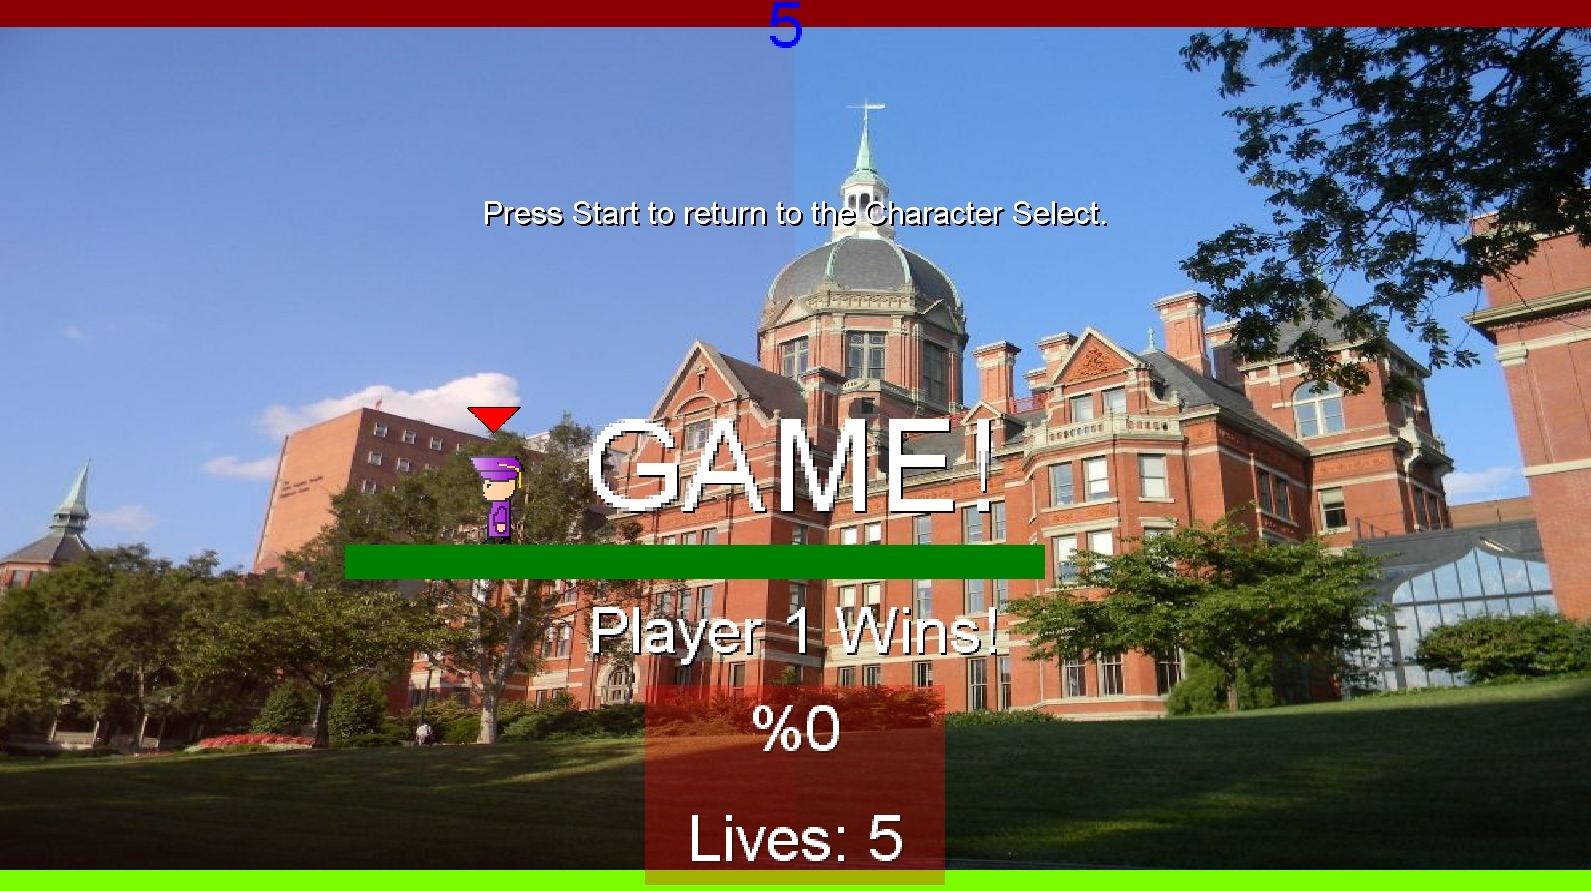 5
Press Start to return to the Character Select.
GAME!
Player 1 Wins!
%0
Lives: 5